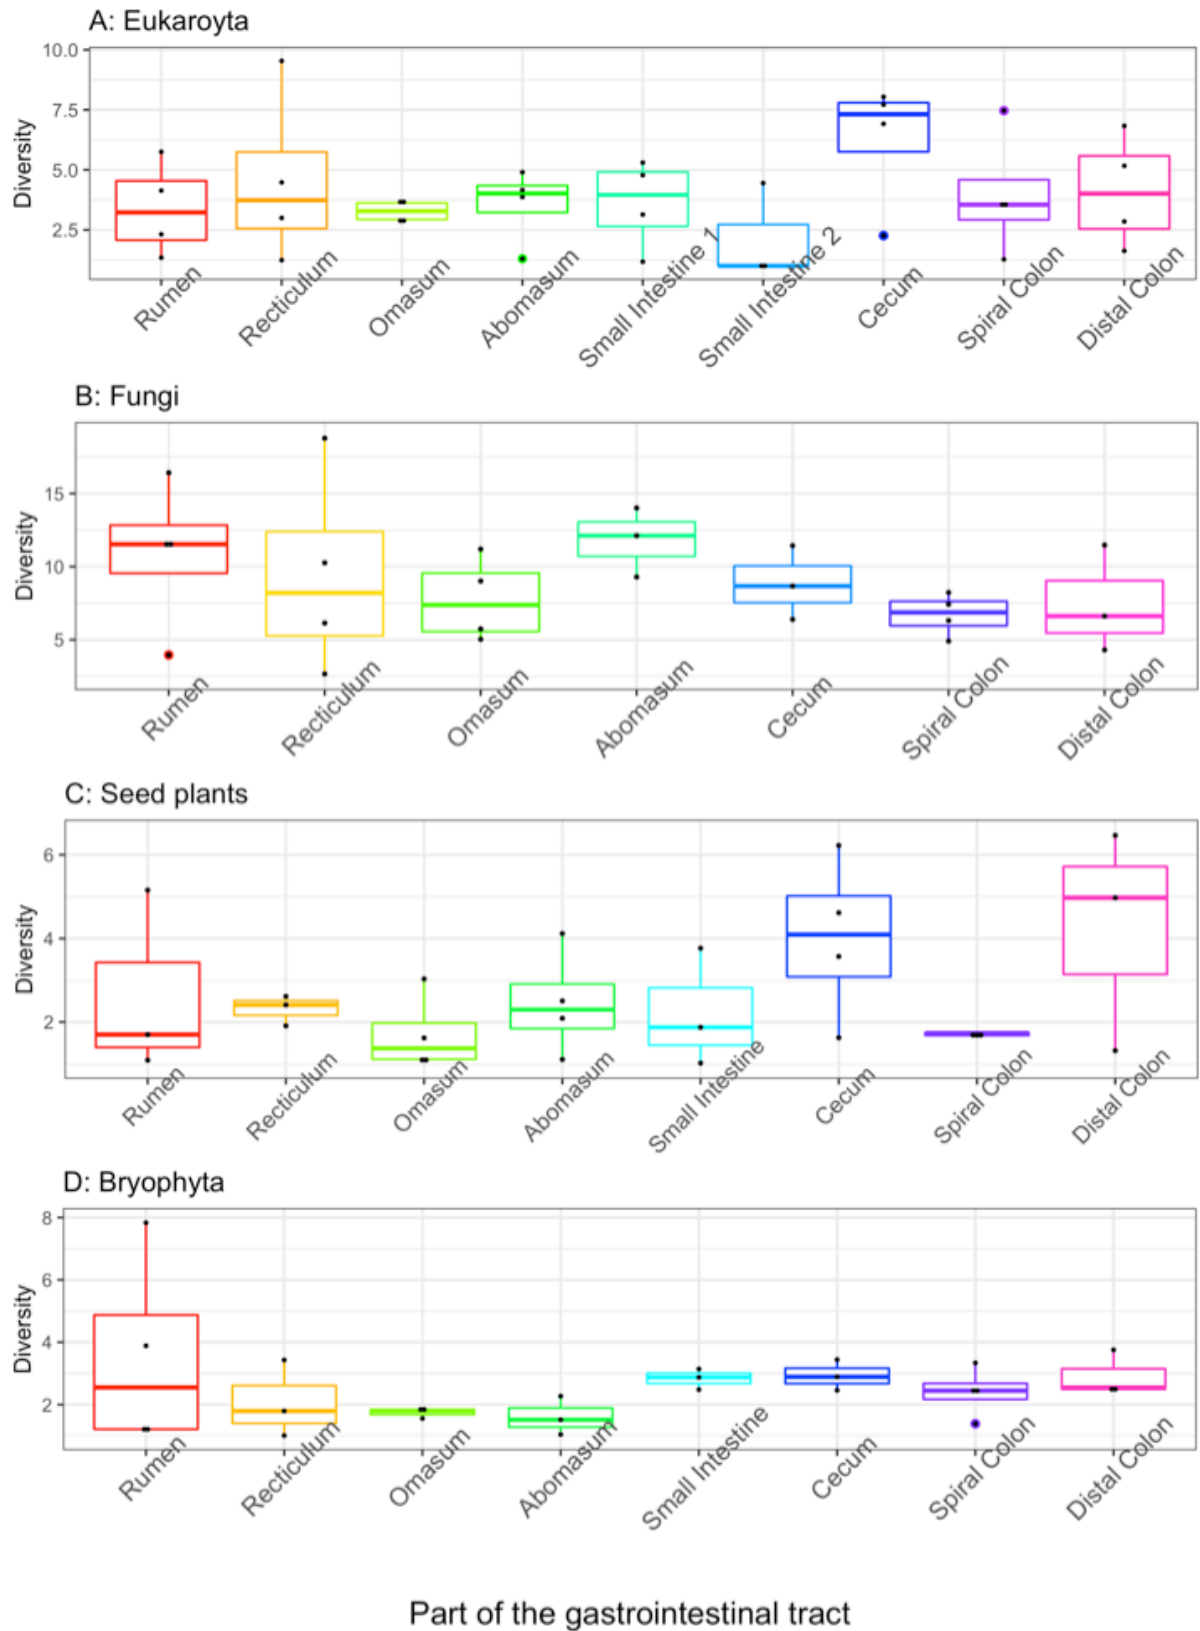 A: Eukaroyta
10.0
7.5
5.0
2.5
Diversity
Rumen
Recticulum
Omasum
Abomasum
Small Intestine 1
Small Intestine 2
Cecum
Spiral Colon
Distal Colon
B: Fungi
15
10
5
Diversity
Rumen
Recticulum
Omasum
Abomasum
Cecum
Spiral Colon
Distal Colon
C: Seed plants
6
4
2
Diversity
Rumen
Recticulum
Omasum
Abomasum
Small Intestine
Cecum
Spiral Colon
Distal Colon
D: Bryophyta
8
6
4
2
Diversity
Rumen
Recticulum
Omasum
Abomasum
Small Intestine
Cecum
Spiral Colon
Distal Colon
Part of the gastrointestinal tract